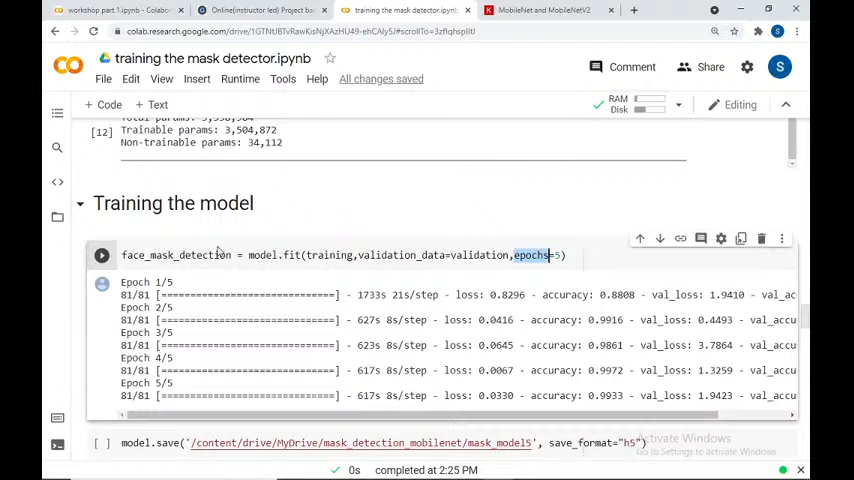 workshop part 1.ipynb - Colabo
Online(instructor led) Project ba
training the mask detector.ipynb
MobileNet and MobileNetV2
colab.research.google.com/drive/
training the mask detector.ipynb
Comment
Share
S
File Edit View Insert Runtime Tools Help All changes saved
+ Code + Text
RAM
Disk
Editing
[12]
Trainable params: 3,504,872
Non-trainable params: 34,112
Training the model
face_mask_detection = model.fit(training,validation_data=validation,epochs=5)
Epoch 1/5
81/81 [==============================] - 1733s 21s/step - loss: 0.8296 - accuracy: 0.8808 - val_loss: 1.9410 - val_ac
Epoch 2/5
81/81 [==============================] - 627s 8s/step - loss: 0.0416 - accuracy: 0.9916 - val_loss: 0.4493 - val_accu
Epoch 3/5
81/81 [==============================] - 623s 8s/step - loss: 0.0645 - accuracy: 0.9861 - val_loss: 3.7864 - val_accu
Epoch 4/5
81/81 [==============================] - 617s 8s/step - loss: 0.0067 - accuracy: 0.9972 - val_loss: 1.3259 - val_accu
Epoch 5/5
81/81 [==============================] - 617s 8s/step - loss: 0.0330 - accuracy: 0.9933 - val_loss: 1.9423 - val_accu
[ ] model.save('/content/drive/MyDrive/mask_detection_mobilenet/mask_model5', save_format="h5")
Activate Windows
Go to Settings to activate Windows.
0s completed at 2:25 PM